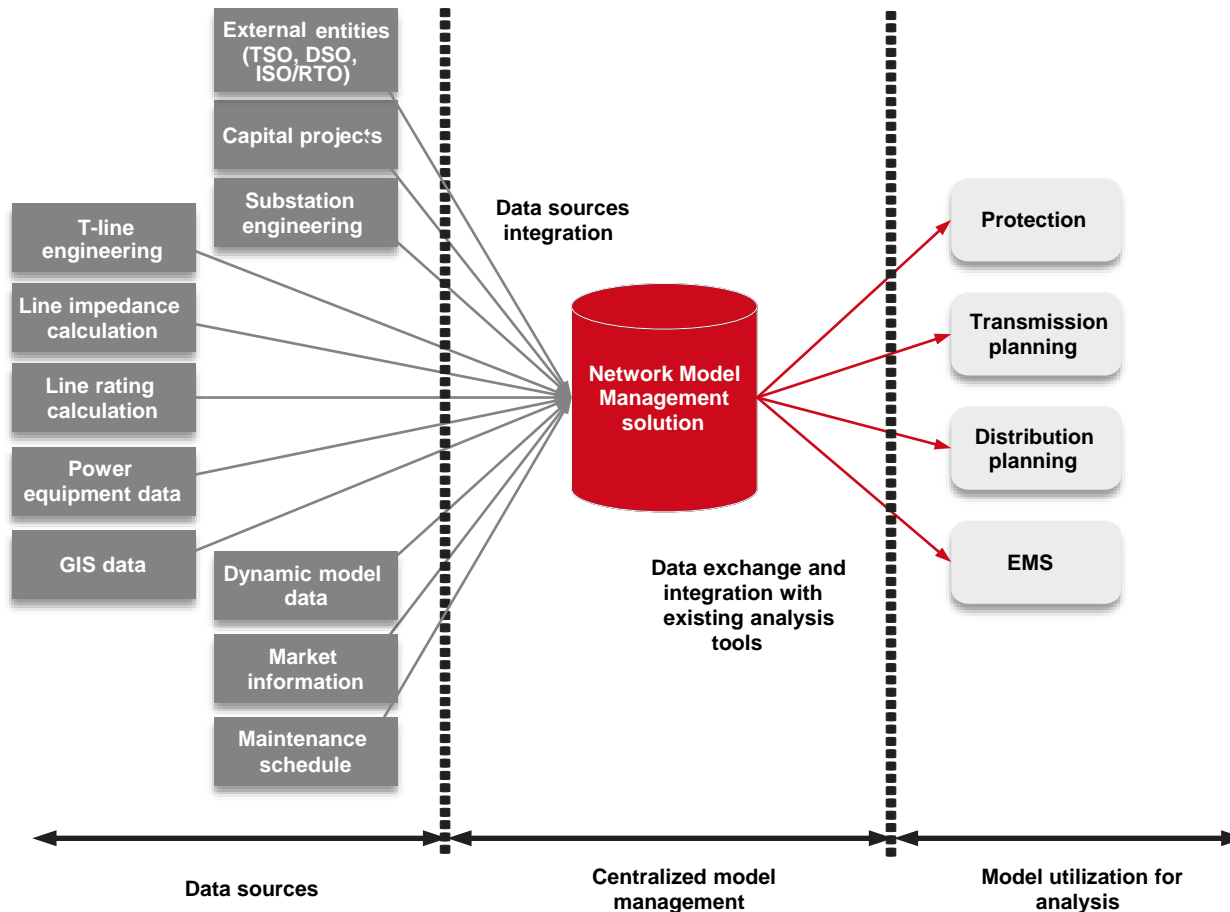 External entities
(TSO, DSO,
ISO/RTO)
Capital projects
Substation
engineering
T-line
engineering
Line impedance
calculation
Line rating
calculation
Power
equipment data
GIS data
Dynamic model
data
Market
information
Maintenance
schedule
Data sources
integration
Network Model
Management
solution
Data exchange and
integration with
existing analysis
tools
Protection
Transmission
planning
Distribution
planning
EMS
Data sources
Centralized model
management
Model utilization for
analysis